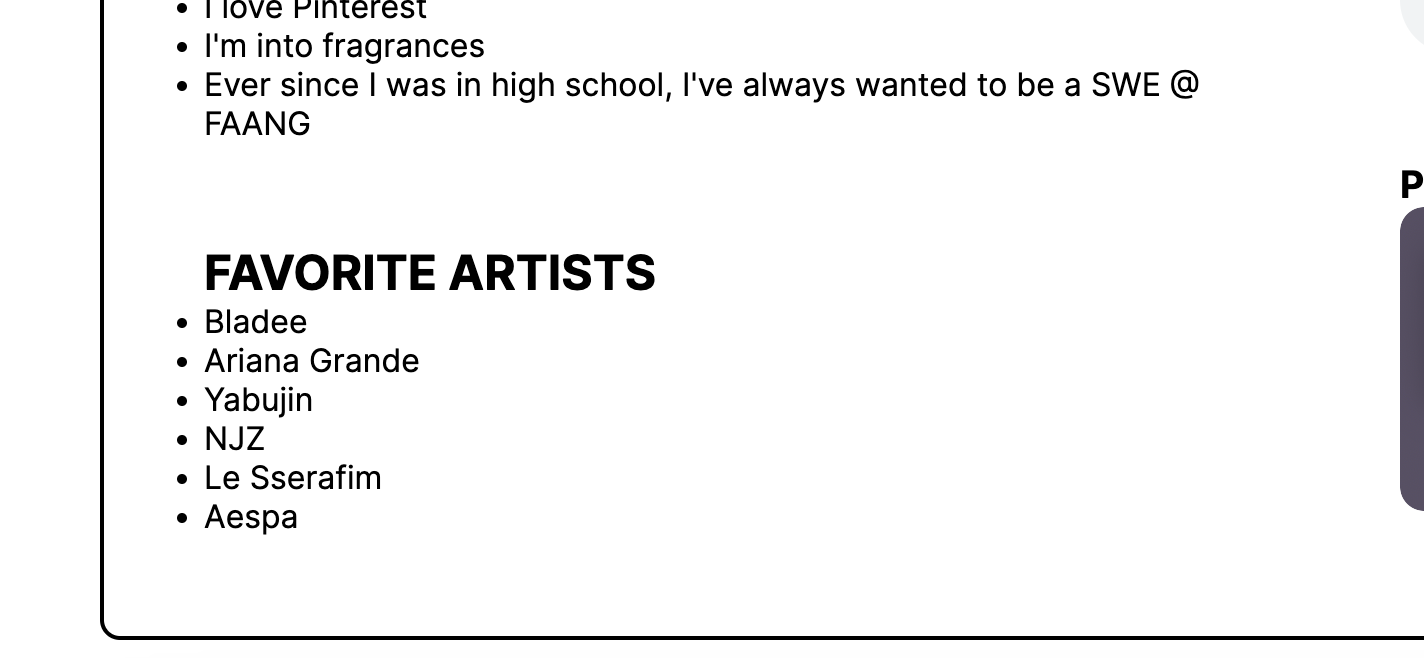 I love Pinterest
I'm into fragrances
Ever since I was in high school, I've always wanted to be a SWE @
FAANG
P
FAVORITE ARTISTS
Bladee
Ariana Grande
Yabujin
NJZ
Le Sserafim
Aespa